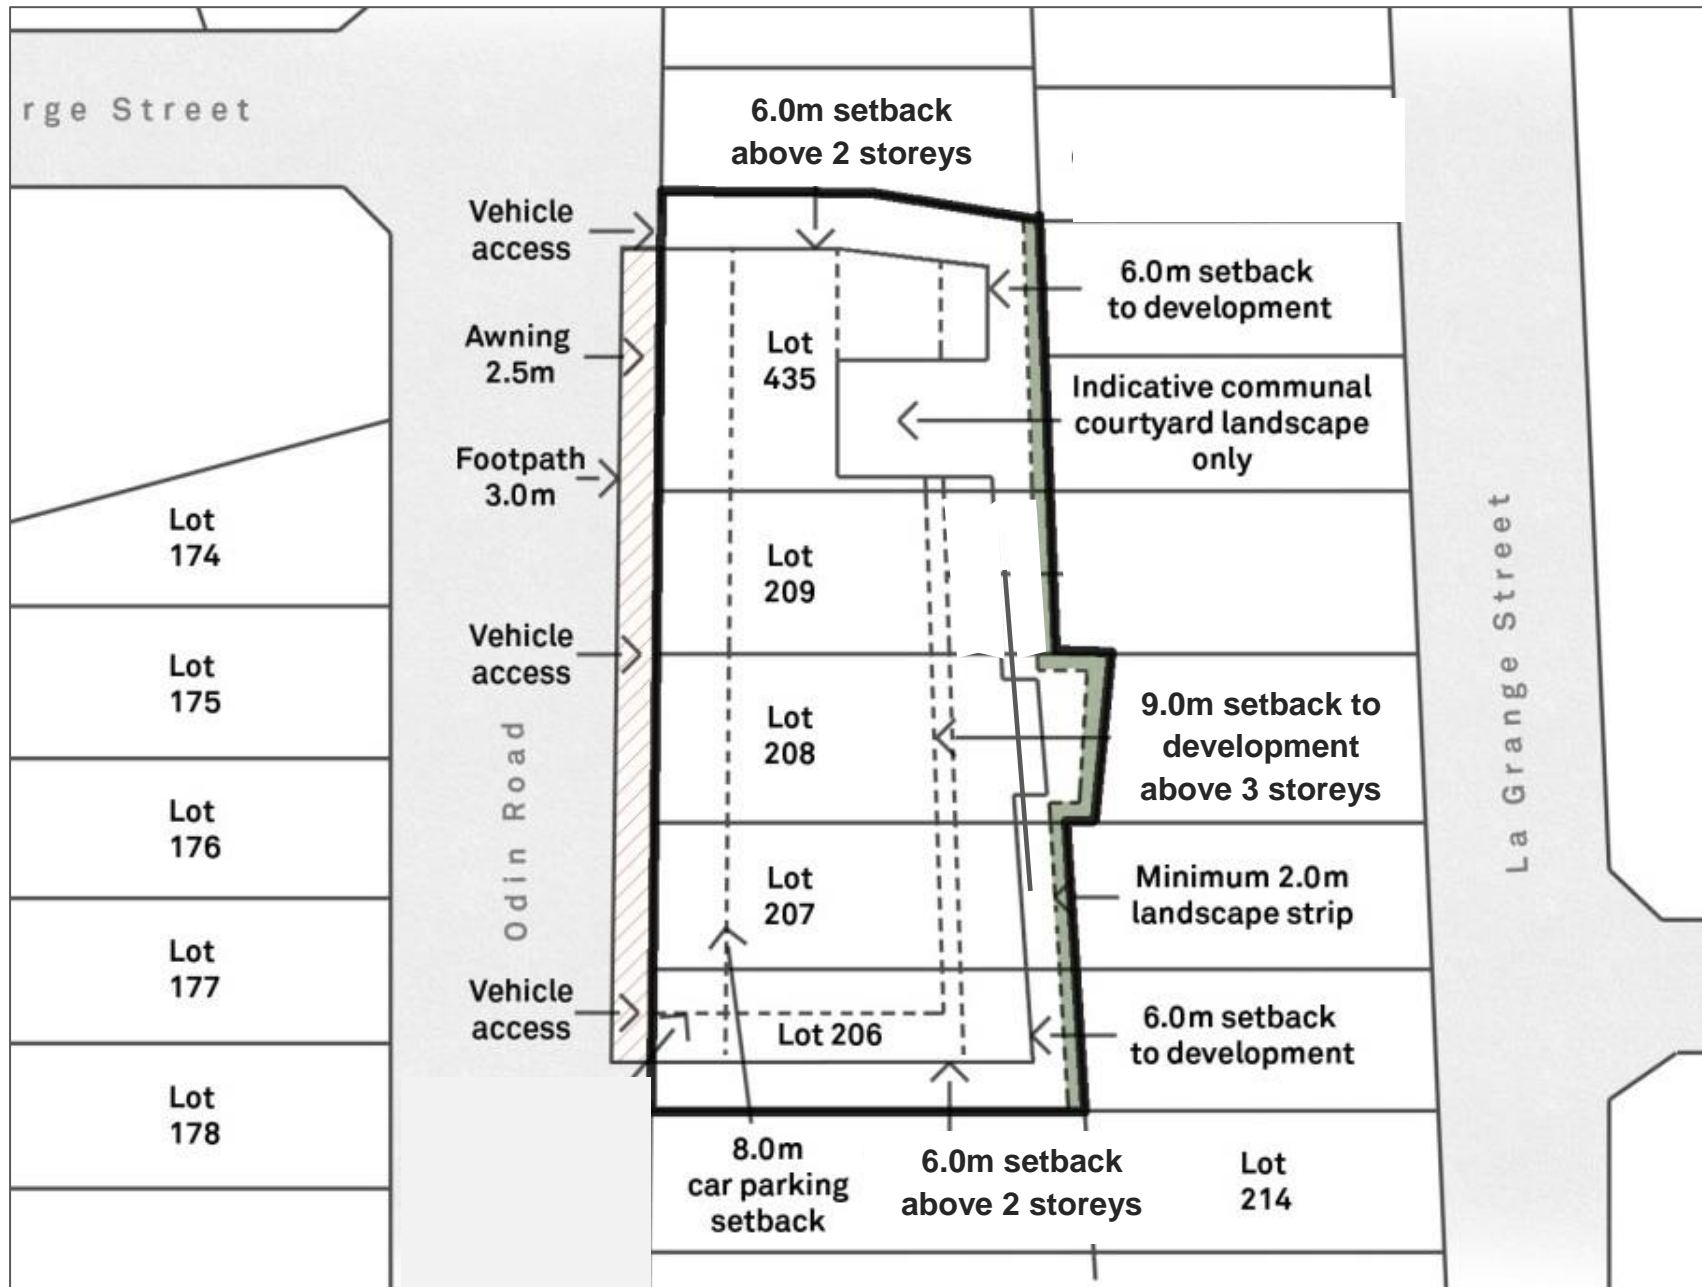 rge Street
6.0m setback
above 2 storeys
Vehicle
access
6.0m setback
to development
Awning
2.5m
Lot
435
Indicative communal
courtyard landscape
only
Footpath
3.0m
Lot
174
Lot
209
Vehicle
access
Lot
175
Lot
208
9.0m setback to
development
above 3 storeys
La Grange Street
Odin Road
Lot
176
Lot
207
Minimum 2.0m
landscape strip
Lot
177
Vehicle
access
Lot 206
6.0m setback
to development
Lot
178
8.0m
car parking
setback
6.0m setback
above 2 storeys
Lot
214